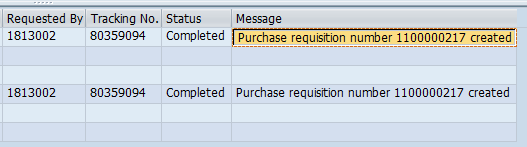 Requested By Tracking No. Status Message
1813002 80359094 Completed Purchase requisition number 1100000217 created
1813002 80359094 Completed Purchase requisition number 1100000217 created